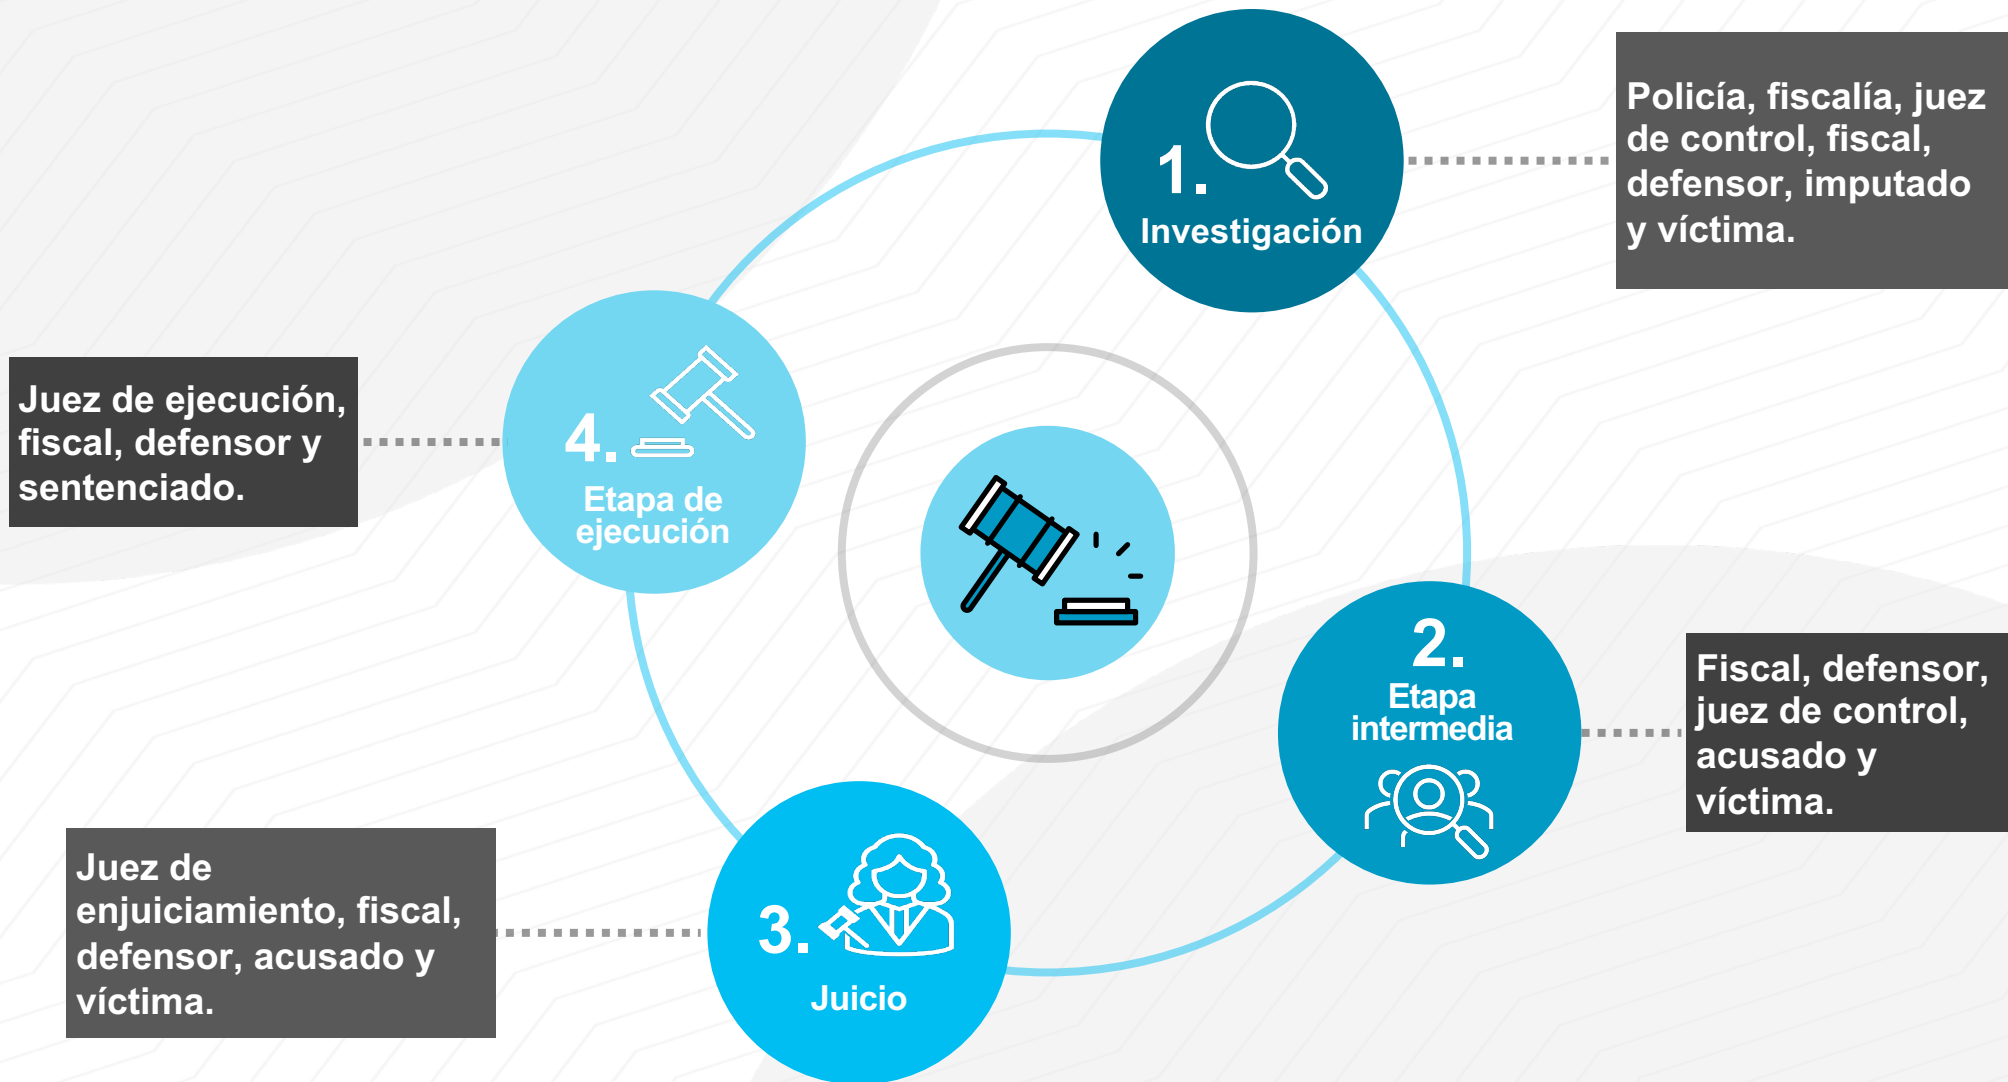 1.
Investigación
Policía, fiscalía, juez
de control, fiscal,
defensor, imputado
y víctima.
2.
Etapa
intermedia
Fiscal, defensor,
juez de control,
acusado y
víctima.
3.
Juicio
Juez de
enjuiciamiento, fiscal,
defensor, acusado y
víctima.
4.
Etapa de
ejecución
Juez de ejecución,
fiscal, defensor y
sentenciado.